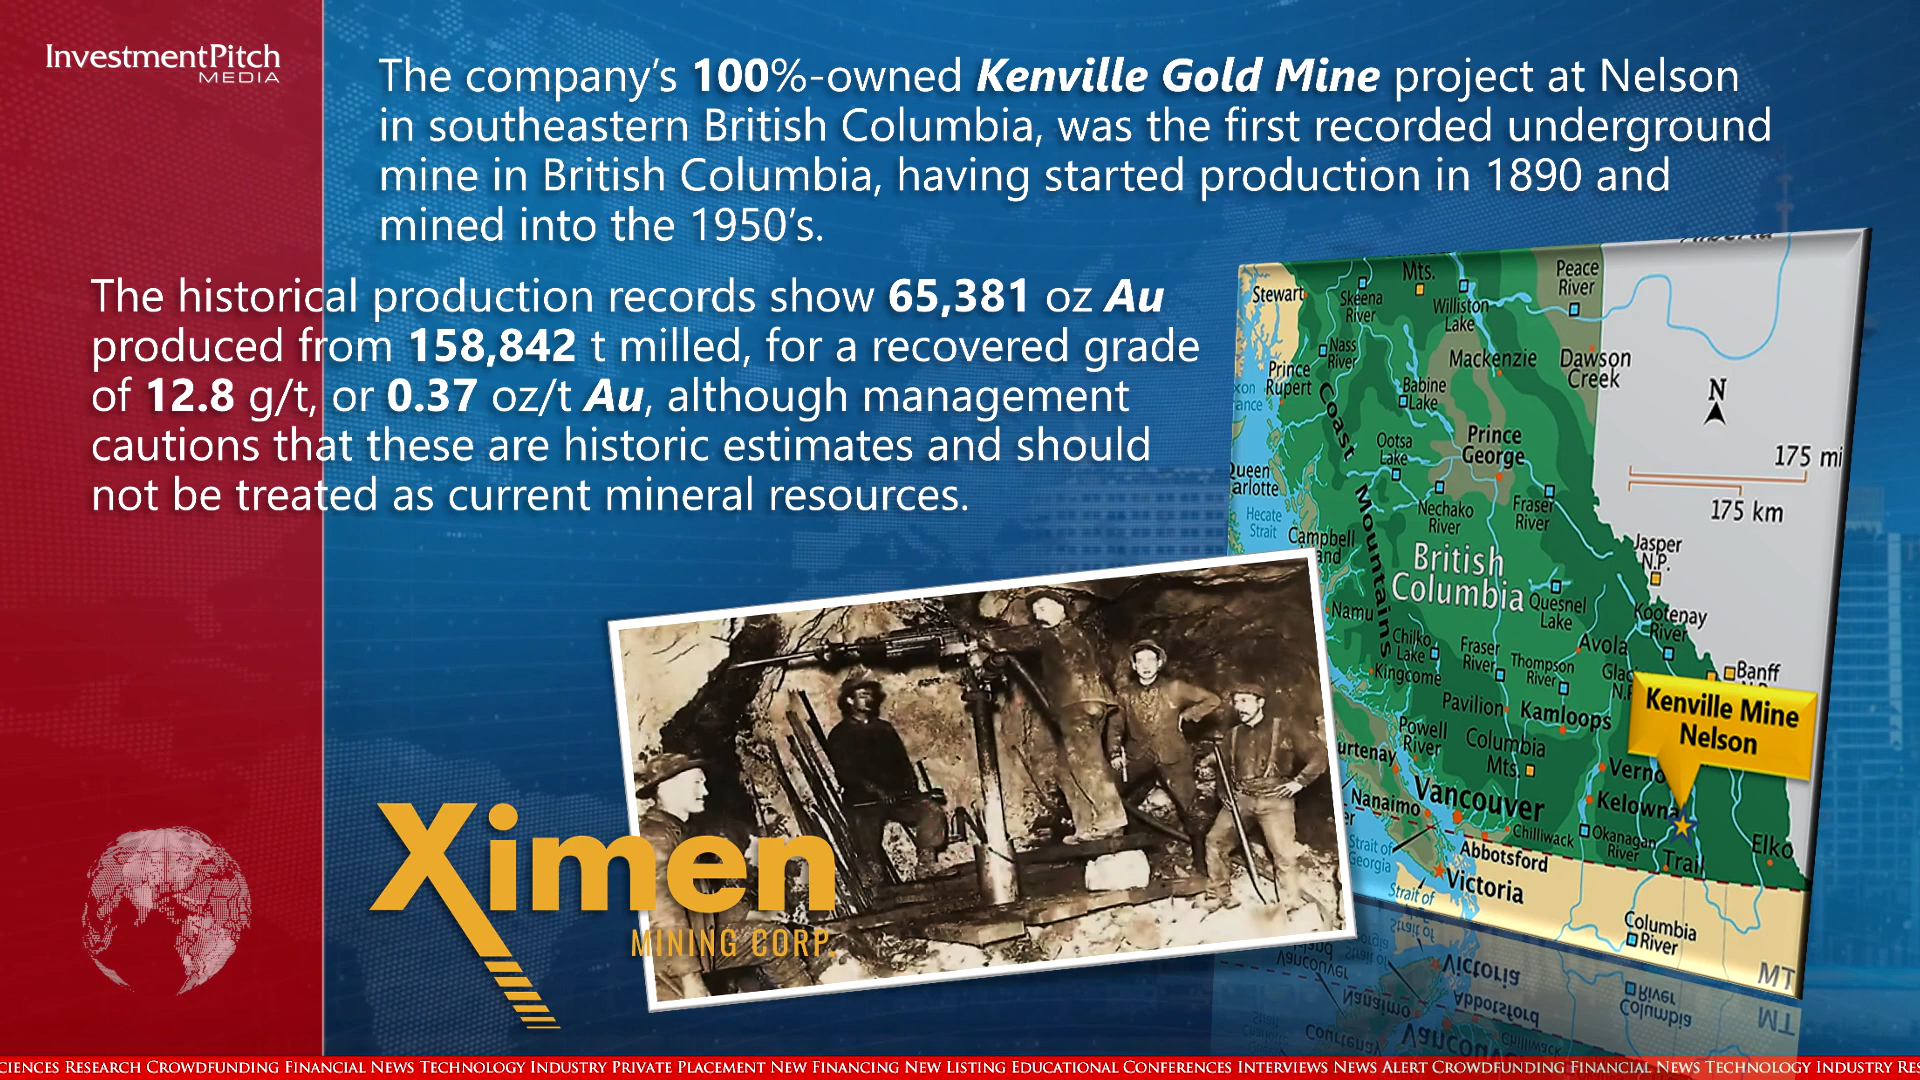 InvestmentPitch
MEDIA
The company's 100%-owned Kenville Gold Mine project at Nelson
in southeastern British Columbia, was the first recorded underground
mine in British Columbia, having started production in 1890 and
mined into the 1950's.
The historical production records show 65,381 oz Au
produced from 158,842 t milled, for a recovered grade
of 12.8 g/t, or 0.37 oz/t Au, although management
cautions that these are historic estimates and should
not be treated as current mineral resources.
Stewart
Skeena
River
Mts.
Williston
Lake
Peace
River
Nass
River
Prince
Rupert
Mackenzie
Dawson
Creek
Babine
Lake
N
Coast Mountains
Ootsa
Lake
Prince
George
175 mi
175 km
Hecate
Strait
Nechako
River
Fraser
River
Campbell
Jasper
N.P.
British
Columbia
Quesnel
Lake
Kootenay
River
Namu
Chilko
Lake
Fraser
River
Thompson
River
Avola
Banff
Kingcome
Pavilion
Kamloops
Kenville Mine
Nelson
Powell
River
Columbia
Mts.
Nanaimo
Vancouver
Kelowna
Chilliwack
Okanagan
River
Strait of
Georgia
Abbotsford
Trail
Elko
Strait of
Victoria
Columbia
River
MT
Ximen
MINING CORP.
CIENCES RESEARCH CROWDFUNDING FINANCIAL NEWS TECHNOLOGY INDUSTRY PRIVATE PLACEMENT NEW FINANCING NEW LISTING EDUCATIONAL CONFERENCES INTERVIEWS NEWS ALERT CROWDFUNDING FINANCIAL NEWS TECHNOLOGY INDUSTRY RES